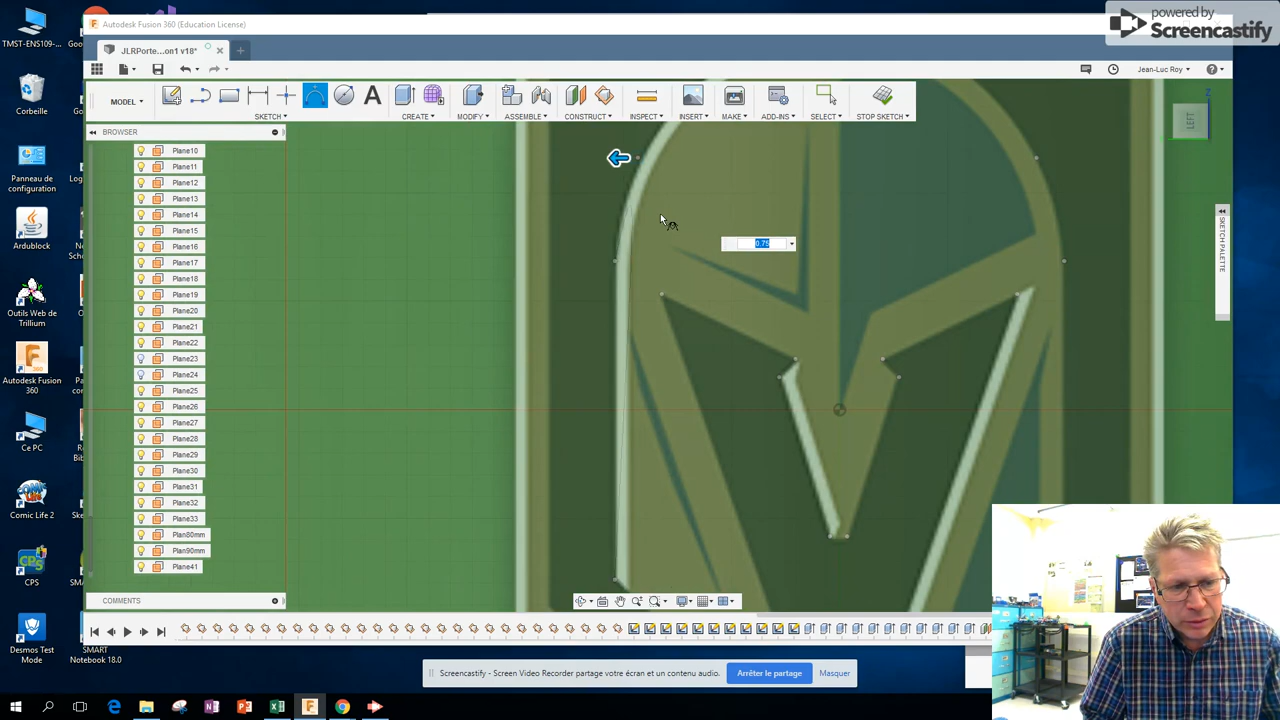 powered by
Screencastify
TMST-ENS109-...
Corbeille
Panneau de
configuration
Ardublock
Outils Web de
Trillium
Autodesk Fusion
360
Ce PC
Comic Life 2
CPS
Desmos Test
Mode
SMART
Notebook 18.0
Autodesk Fusion 360 (Education License)
JLRPorte...on1 v18*
Jean-Luc Roy
MODEL
SKETCH
CREATE
MODIFY
ASSEMBLE
CONSTRUCT
INSPECT
INSERT
MAKE
ADD-INS
SELECT
STOP SKETCH
BROWSER
Plane10
Plane11
Plane12
Plane13
Plane14
Plane15
Plane16
Plane17
Plane18
Plane19
Plane20
Plane21
Plane22
Plane23
Plane24
Plane25
Plane26
Plane27
Plane28
Plane29
Plane30
Plane31
Plane32
Plane33
Plan80mm
Plan90mm
Plane41
COMMENTS
0.75
Z
LEFT
SKETCH PALETTE
Screencastify - Screen Video Recorder partage votre écran et un contenu audio.
Arrêter le partage
Masquer